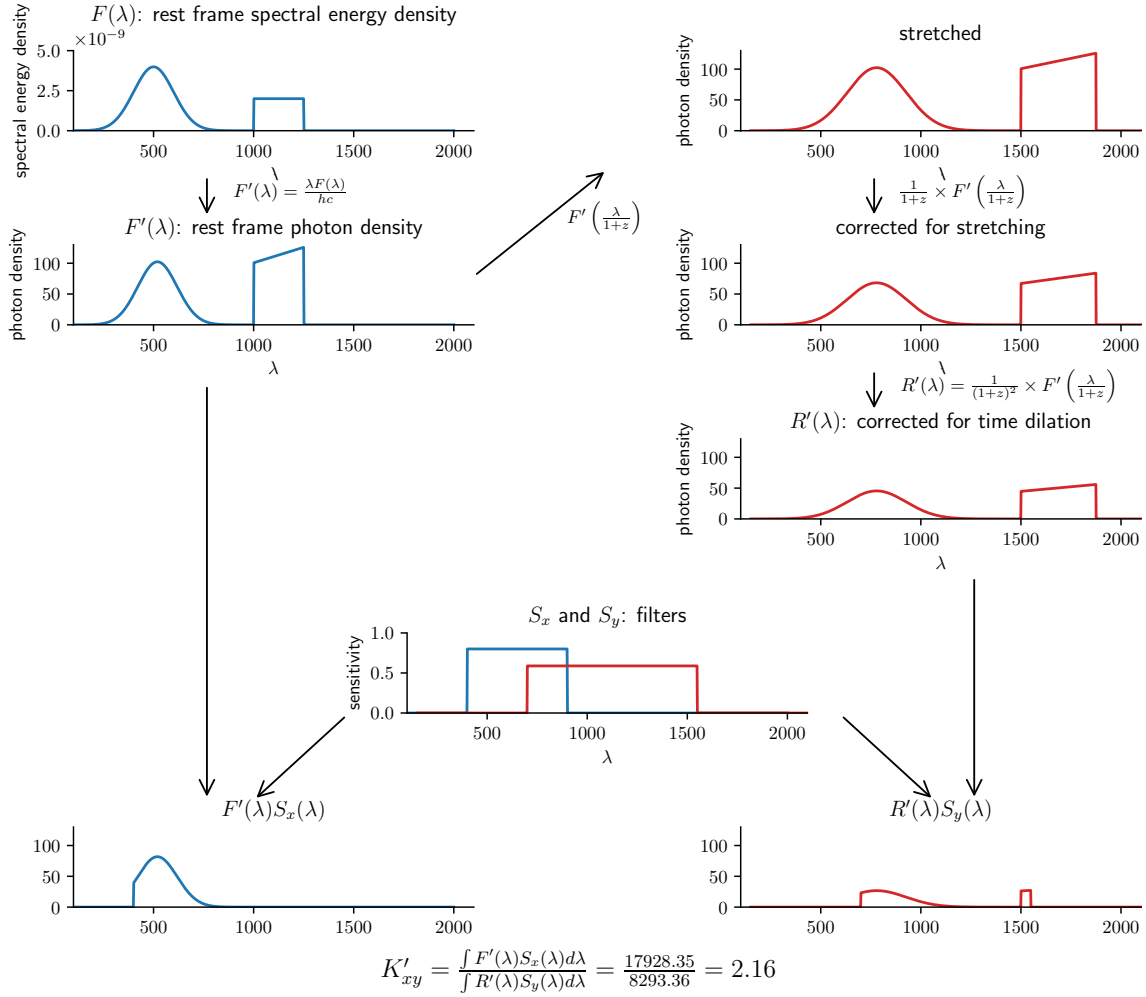 F(λ): rest frame spectral energy density
×10⁻⁹
spectral energy density
5.0
2.5
0.0
500 1000 1500 2000
λ
F′(λ) = λF(λ)/hc
F′(λ): rest frame photon density
photon density
100
50
0
500 1000 1500 2000
λ
F′(λ/(1+z))
stretched
photon density
100
50
0
500 1000 1500 2000
λ
1/(1+z) × F′(λ/(1+z))
corrected for stretching
photon density
100
50
0
500 1000 1500 2000
λ
R′(λ) = 1/(1+z)² × F′(λ/(1+z))
R′(λ): corrected for time dilation
photon density
100
50
0
500 1000 1500 2000
λ
Sₓ and S_y: filters
sensitivity
1.0
0.5
0.0
500 1000 1500 2000
λ
F′(λ)Sₓ(λ)
100
50
0
500 1000 1500 2000
R′(λ)S_y(λ)
100
50
0
500 1000 1500 2000
K′_xy = ∫ F′(λ)Sₓ(λ)dλ / ∫ R′(λ)S_y(λ)dλ = 17928.35/8293.36 = 2.16